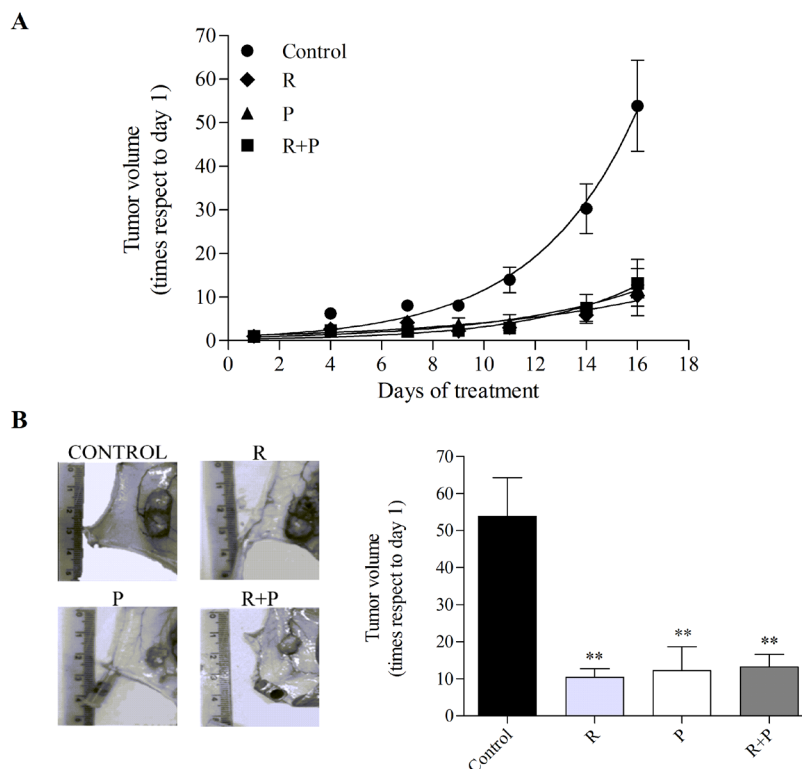 A
Tumor volume
(times respect to day 1)
70
60
50
40
30
20
10
0
Control
R
P
R+P
0 2 4 6 8 10 12 14 16 18
Days of treatment
B
CONTROL R
P R+P
Tumor volume
(times respect to day 1)
70
60
50
40
30
20
10
0
** ** **
Control R P R+P